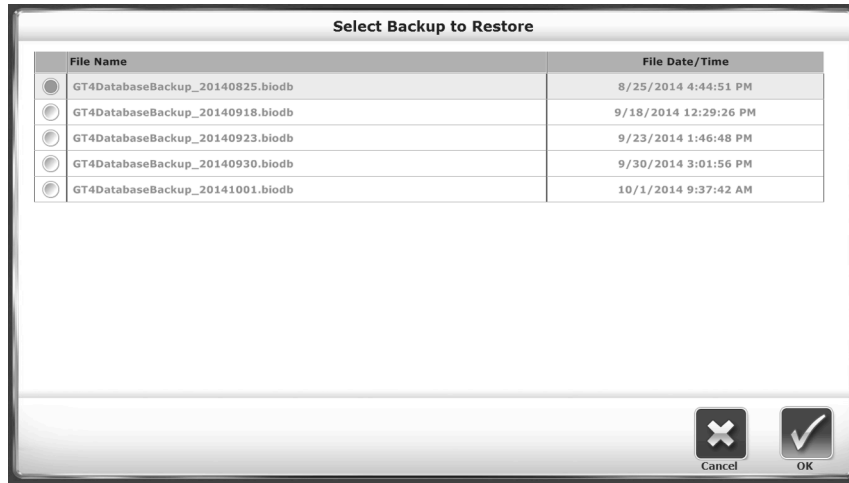 Select Backup to Restore
File Name File Date/Time
GT4DatabaseBackup_20140825.biodb 8/25/2014 4:44:51 PM
GT4DatabaseBackup_20140918.biodb 9/18/2014 12:29:26 PM
GT4DatabaseBackup_20140923.biodb 9/23/2014 1:46:48 PM
GT4DatabaseBackup_20140930.biodb 9/30/2014 3:01:56 PM
GT4DatabaseBackup_20141001.biodb 10/1/2014 9:37:42 AM
Cancel OK